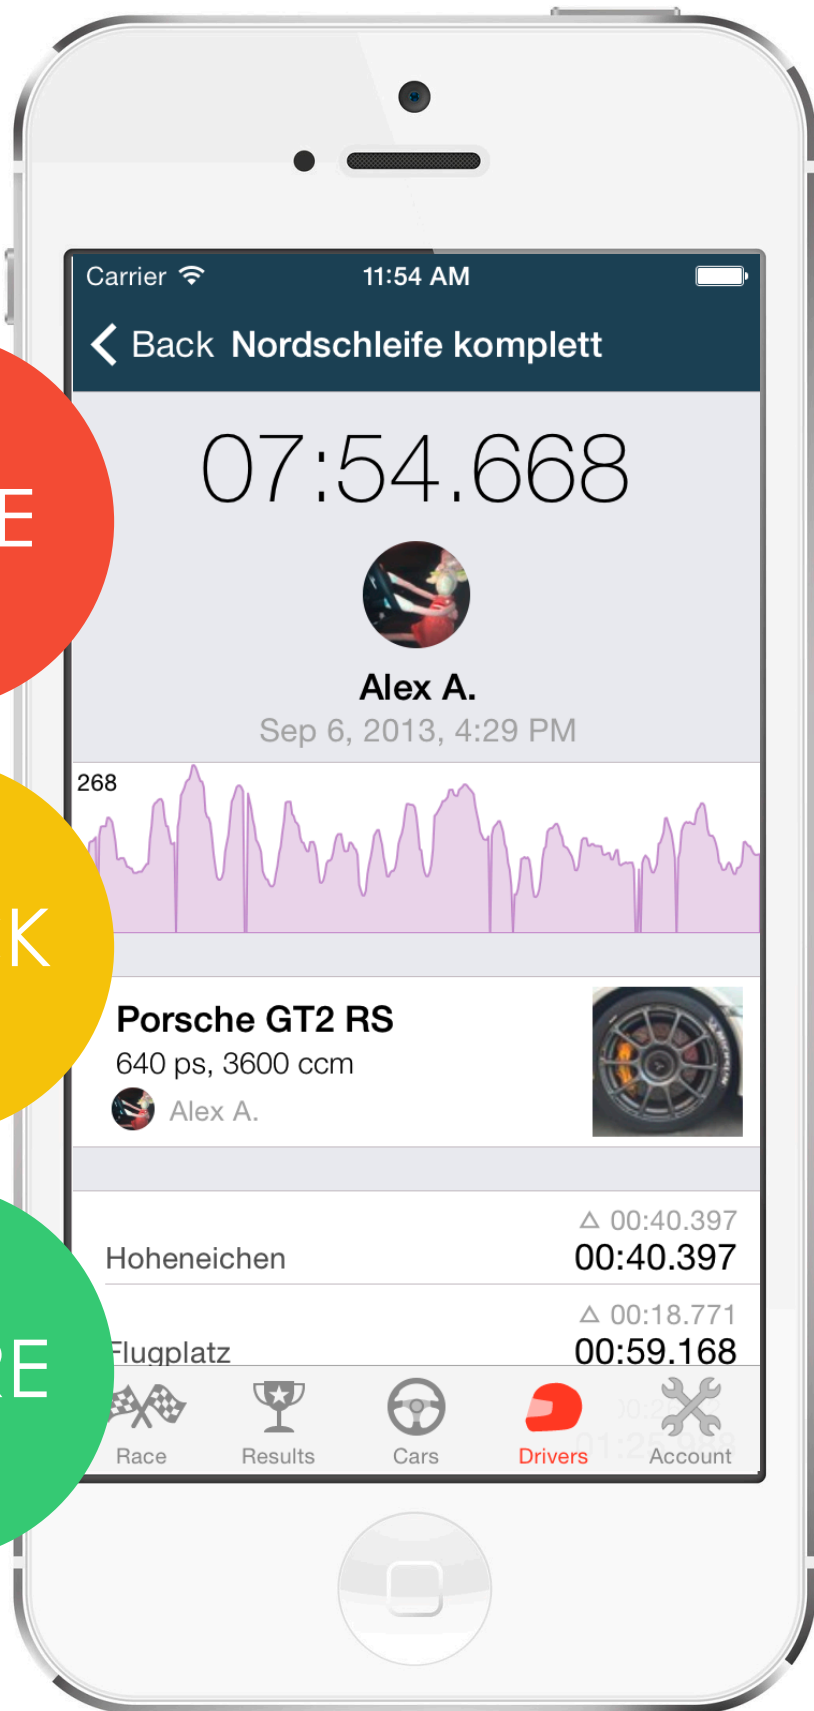 Carrier 11:54 AM
Back Nordschleife komplett
07:54.668
E
Alex A.
Sep 6, 2013, 4:29 PM
268
K
Porsche GT2 RS
640 ps, 3600 ccm
Alex A.
△ 00:40.397
Hoheneichen 00:40.397
△ 00:18.771
Flugplatz 00:59.168
RE
Race Results Cars Drivers Account